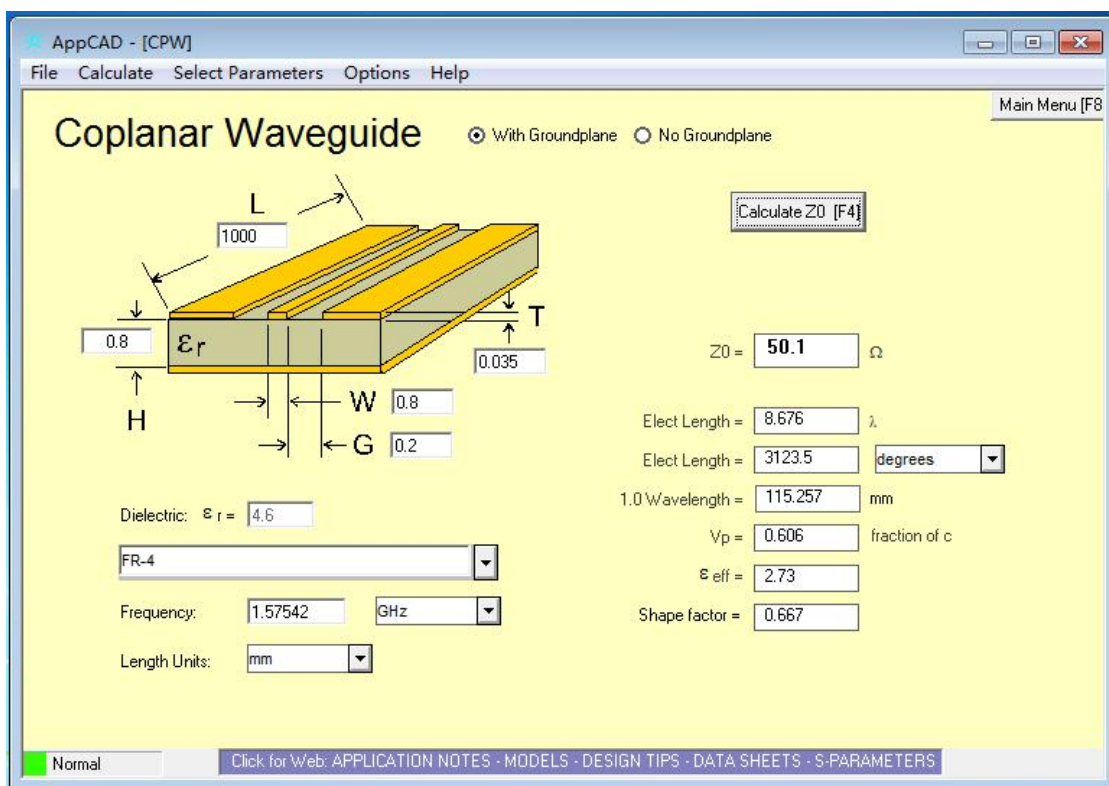 AppCAD - [CPW]
File Calculate Select Parameters Options Help
Main Menu [F8
Coplanar Waveguide
With Groundplane No Groundplane
Calculate Z0 [F4]
L
1000
0.8
H
εr
T
0.035
W 0.8
G 0.2
Z0 = 50.1 Ω
Elect Length = 8.676 λ
Elect Length = 3123.5 degrees
1.0 Wavelength = 115.257 mm
Vp = 0.606 fraction of c
ε eff = 2.73
Shape factor = 0.667
Dielectric: ε r = 4.6
FR-4
Frequency: 1.57542 GHz
Length Units: mm
Normal
Click for Web: APPLICATION NOTES - MODELS - DESIGN TIPS - DATA SHEETS - S-PARAMETERS